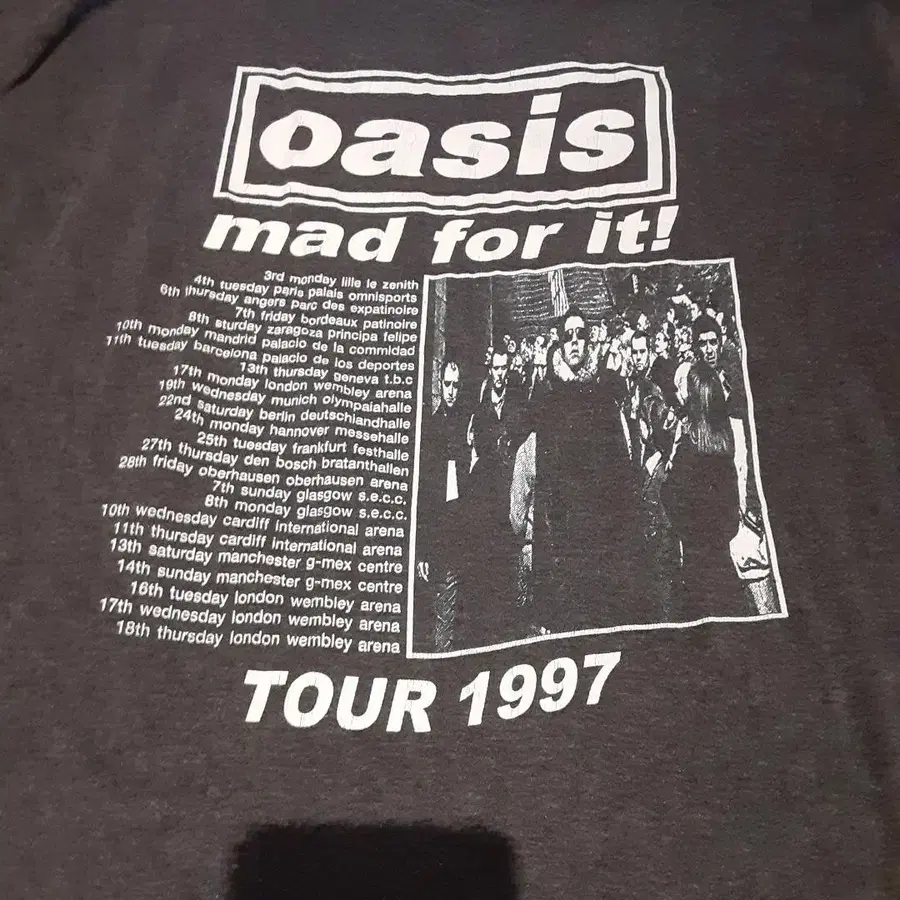 oasis
mad for it!
3rd monday lille le zenith
4th tuesday paris palais omnisports
6th thursday angers parc des expatinoire
7th friday bordeaux patinoire
8th sturday zaragoza principa felipe
10th monday mandrid palacio de la commidad
11th tuesday barcelona palacio de los deportes
13th thursday geneva t.b.c
17th monday london wembley arena
19th wednesday munich olympaiahalle
22nd saturday berlin deutschlandhalle
24th monday hannover messehalle
25th tuesday frankfurt festhalle
27th thursday den bosch bratanthallen
28th friday oberhausen oberhausen arena
7th sunday glasgow s.e.c.c.
8th monday glasgow s.e.c.c.
10th wednesday cardiff international arena
11th thursday cardiff international arena
13th saturday manchester g-mex centre
14th sunday manchester g-mex centre
16th tuesday london wembley arena
17th wednesday london wembley arena
18th thursday london wembley arena
TOUR 1997